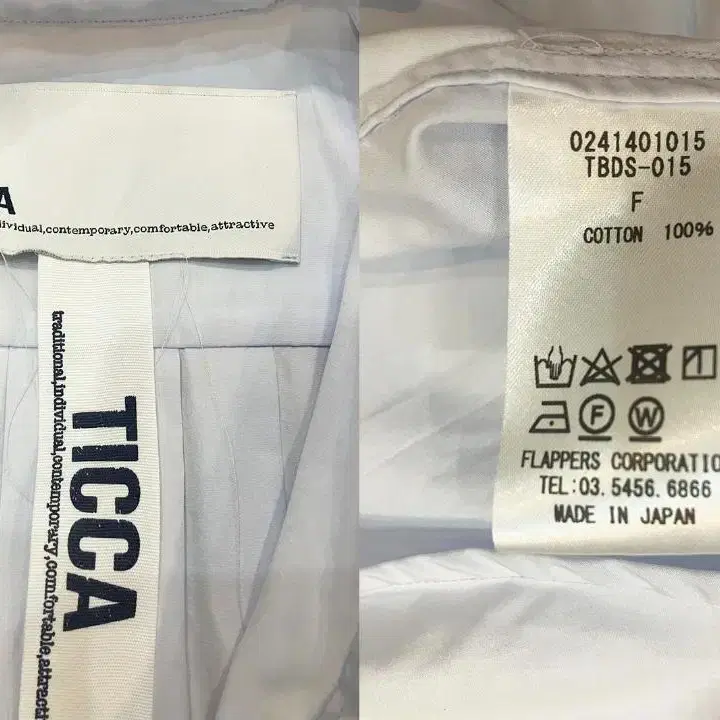 A
individual,contemporary,comfortable,attractive
TICCA
traditional,individual,contemporary,comfortable,attracti
0241401015
TBDS-015
F
COTTON 100%
F W
FLAPPERS CORPORATIO
TEL:03.5456.6866
MADE IN JAPAN